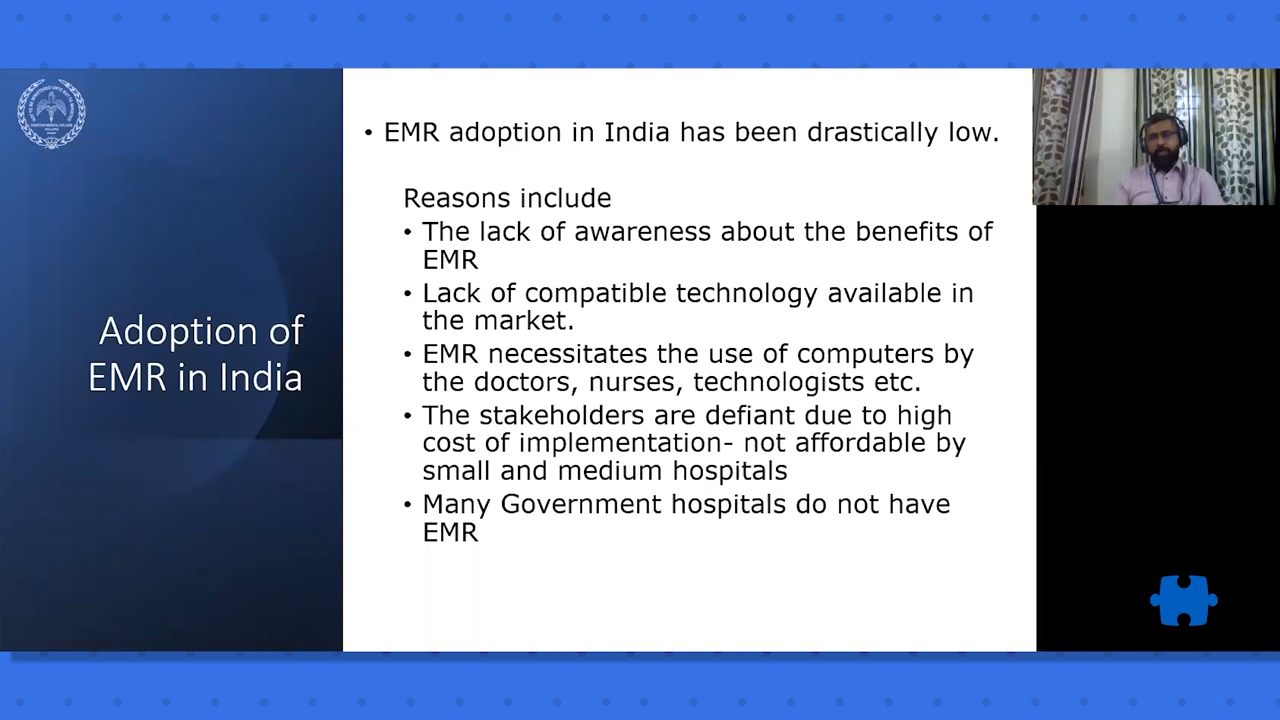 Adoption of
EMR in India
• EMR adoption in India has been drastically low.
Reasons include
• The lack of awareness about the benefits of
EMR
• Lack of compatible technology available in
the market.
• EMR necessitates the use of computers by
the doctors, nurses, technologists etc.
• The stakeholders are defiant due to high
cost of implementation- not affordable by
small and medium hospitals
• Many Government hospitals do not have
EMR